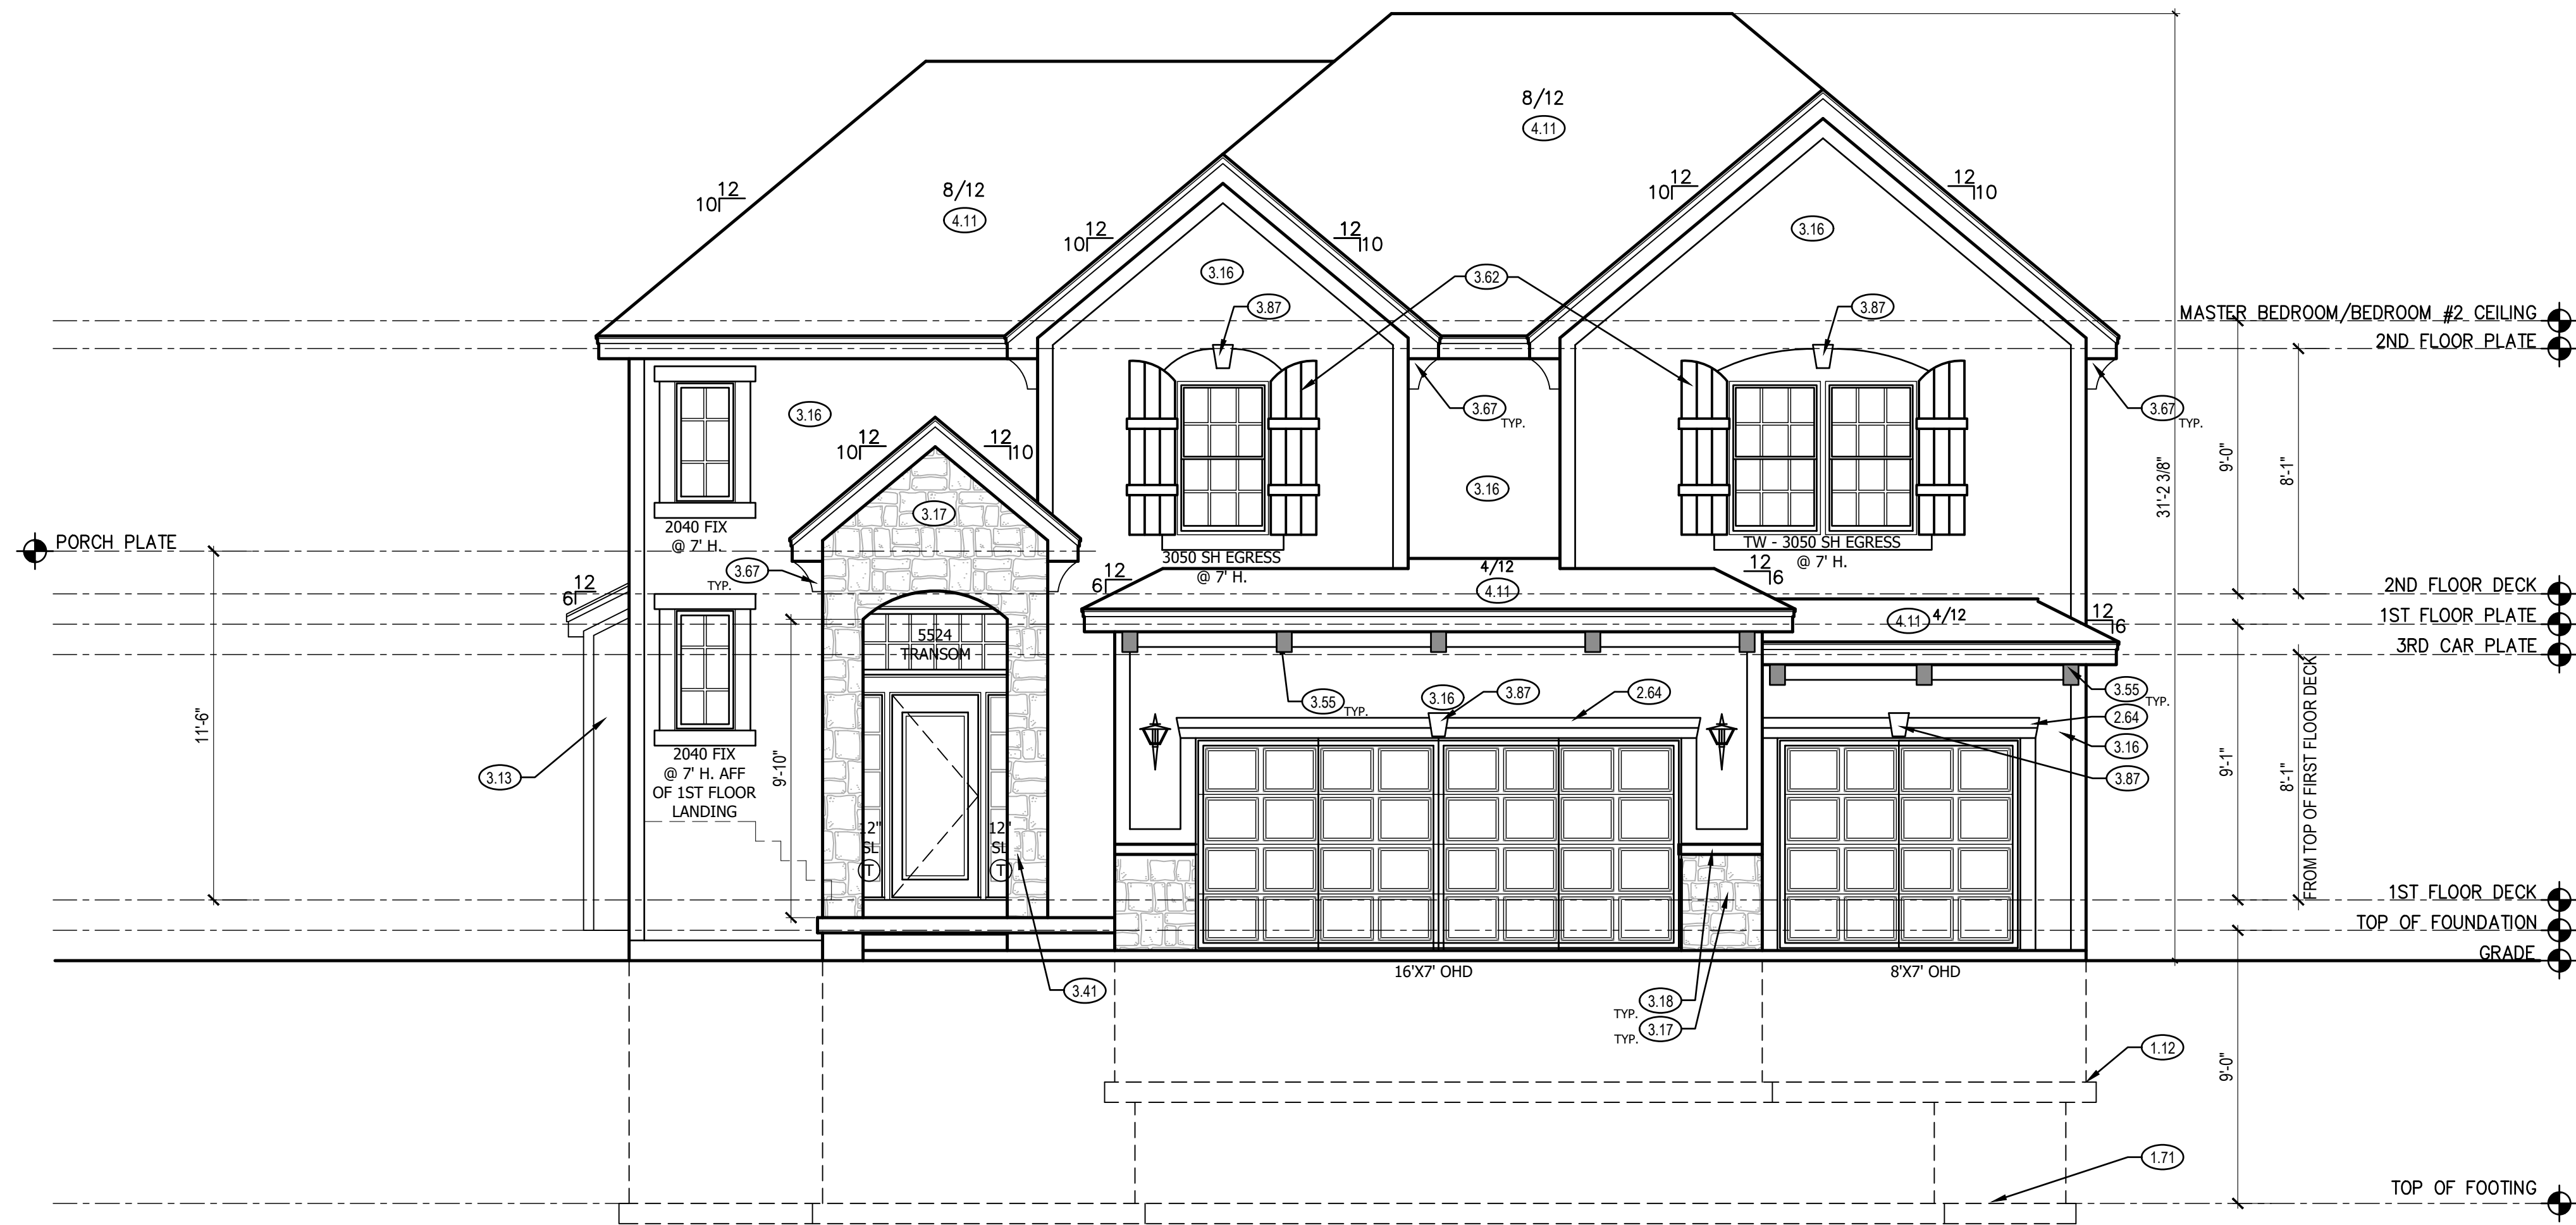 8/12
4.11
12
10
8/12
4.11
12
10
12
10
12
10
12
10
3.16
3.16
3.62
3.87
3.87
MASTER BEDROOM/BEDROOM #2 CEILING
2ND FLOOR PLATE
3.16
3.67
TYP.
3.67
TYP.
12
10
12
10
9'-0"
8'-1"
31'-2 3/8"
3.16
3.17
2040 FIX
@ 7' H.
PORCH PLATE
3050 SH EGRESS
@ 7' H.
TW - 3050 SH EGRESS
@ 7' H.
3.67
TYP.
12
6
12
6
4/12
4.11
12
6
2ND FLOOR DECK
1ST FLOOR PLATE
4.11
4/12
12
6
3RD CAR PLATE
5524
TRANSOM
3.55
TYP.
3.16
3.87
2.64
3.55
TYP.
2.64
3.16
3.87
11'-6"
9'-10"
3.13
2040 FIX
@ 7' H. AFF
OF 1ST FLOOR
LANDING
9'-1"
8'-1"
FROM TOP OF FIRST FLOOR DECK
12"
SL
T
12"
SL
T
1ST FLOOR DECK
TOP OF FOUNDATION
GRADE
16'X7' OHD
8'X7' OHD
3.41
3.18
TYP.
3.17
TYP.
1.12
9'-0"
1.71
TOP OF FOOTING